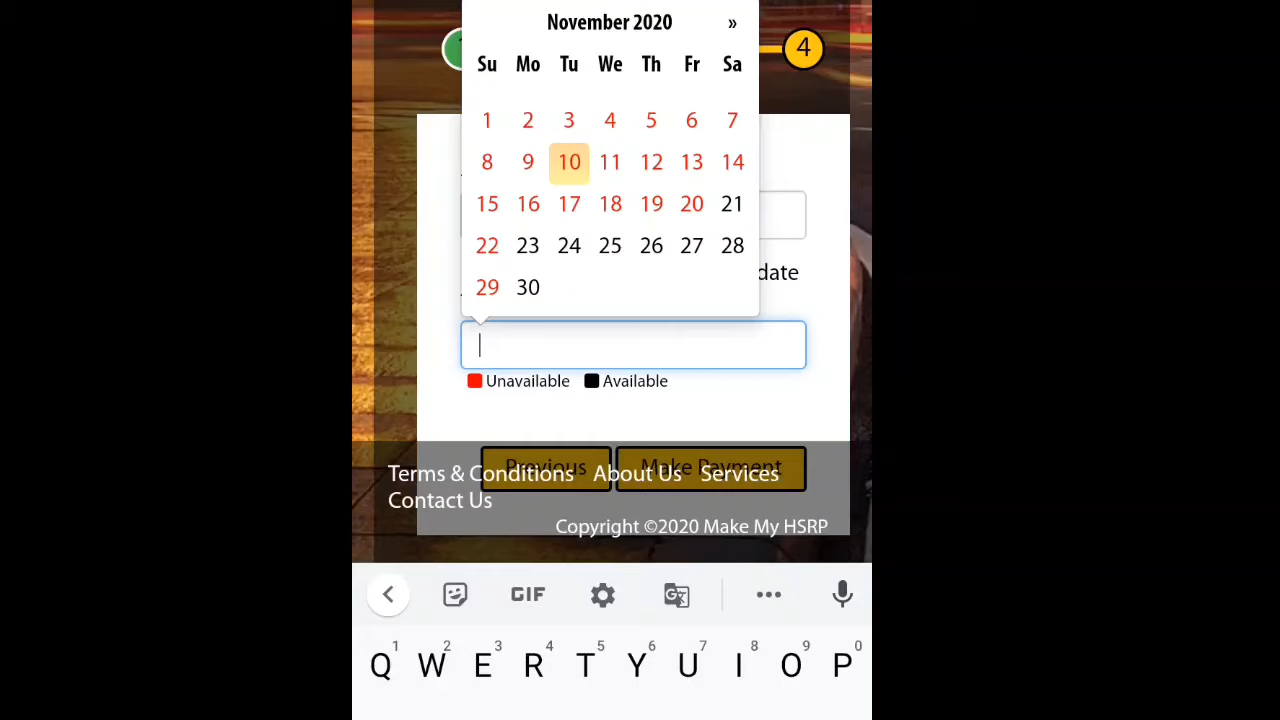 November 2020 »
4
Su Mo Tu We Th Fr Sa
1 2 3 4 5 6 7
8 9 10 11 12 13 14
15 16 17 18 19 20 21
22 23 24 25 26 27 28
29 30
date
Unavailable Available
Previous Make Payment
Terms & Conditions About Us Services
Contact Us
Copyright ©2020 Make My HSRP
GIF
1 2 3 4 5 6 7 8 9 0
Q W E R T Y U I O P